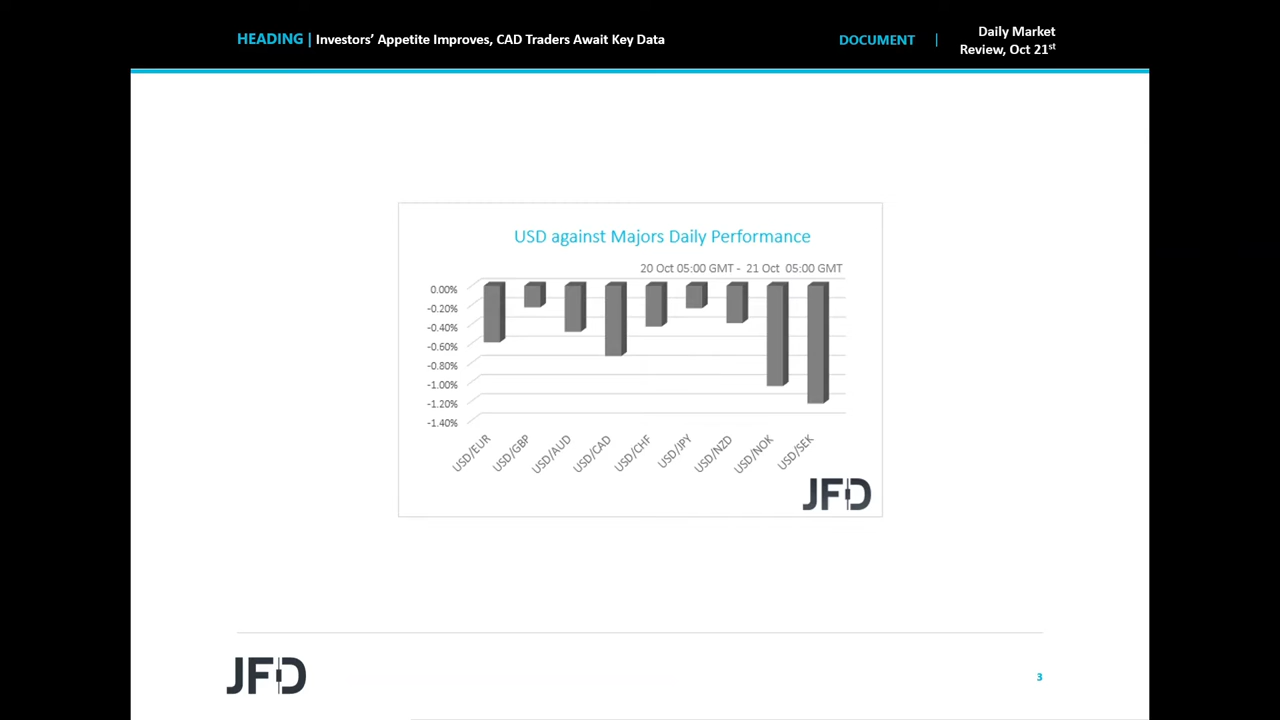 HEADING | Investors’ Appetite Improves, CAD Traders Await Key Data
DOCUMENT | Daily Market
Review, Oct 21st
USD against Majors Daily Performance
20 Oct 05:00 GMT - 21 Oct 05:00 GMT
0.00%
-0.20%
-0.40%
-0.60%
-0.80%
-1.00%
-1.20%
-1.40%
USD/EUR
USD/GBP
USD/AUD
USD/CAD
USD/CHF
USD/JPY
USD/NZD
USD/NOK
USD/SEK
JFD
JFD
3